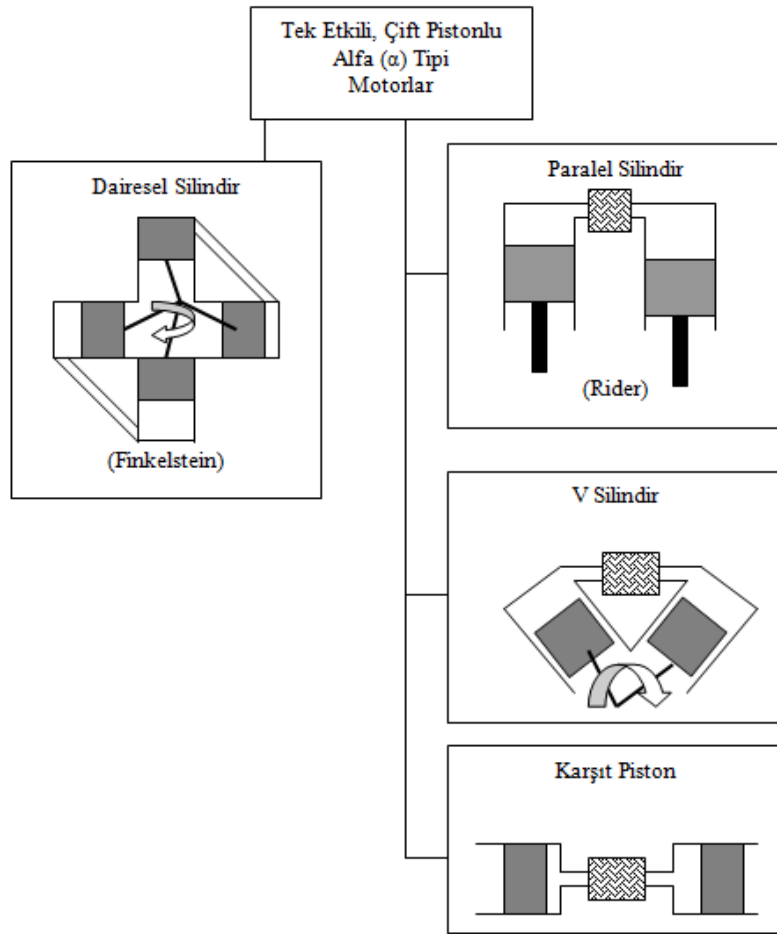 Tek Etkili, Çift Pistonlu
Alfa (α) Tipi
Motorlar
Dairesel Silindir
(Finkelstein)
Paralel Silindir
(Rider)
V Silindir
Karşıt Piston